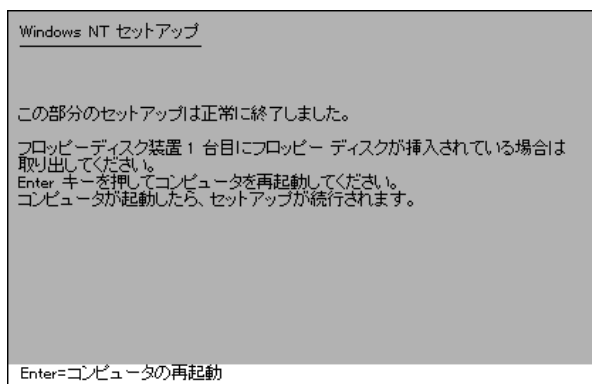 Windows NT セットアップ
この部分のセットアップは正常に終了しました。
フロッピーディスク装置 1 台目にフロッピー ディスクが挿入されている場合は
取り出してください。
Enter キーを押してコンピュータを再起動してください。
コンピュータが起動したら、セットアップが続行されます。
Enter=コンピュータの再起動